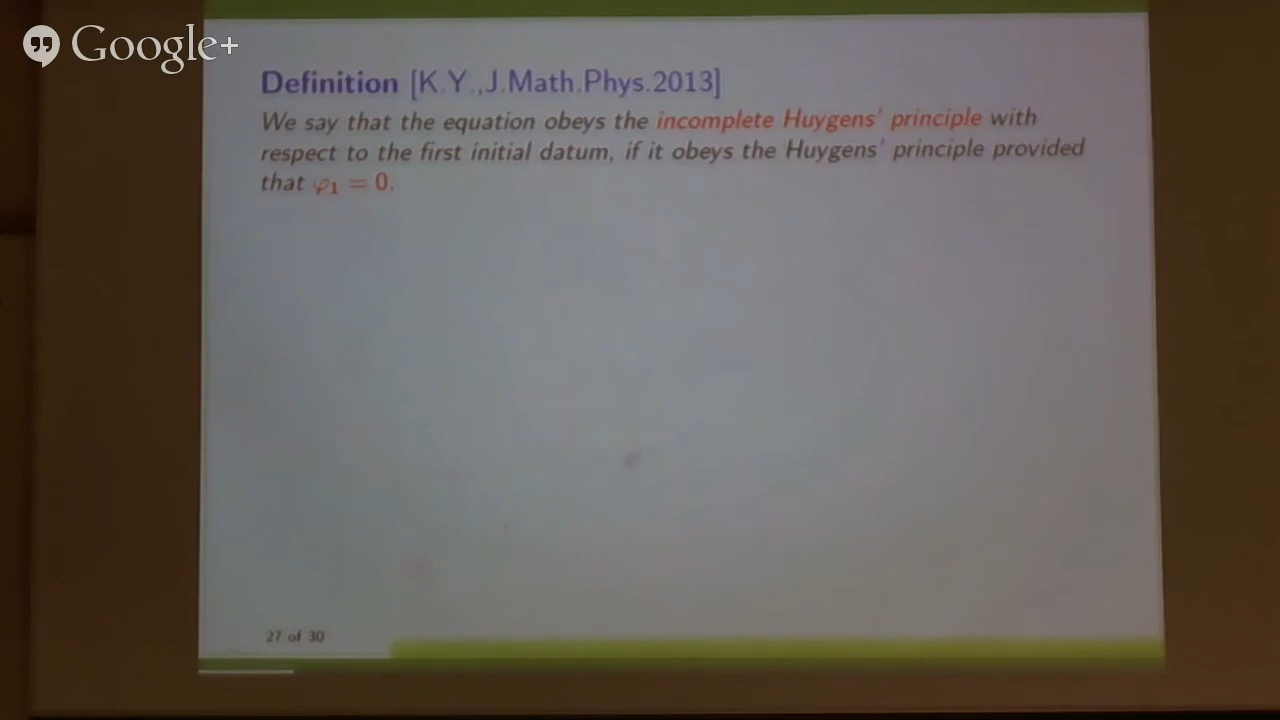 Google+
Definition [K.Y.,J.Math.Phys.2013]
We say that the equation obeys the incomplete Huygens' principle with
respect to the first initial datum, if it obeys the Huygens' principle provided
that φ₁ = 0.
27 of 30